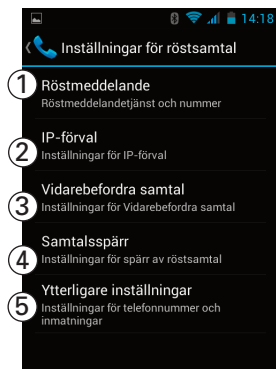 14:18
Inställningar för röstsamtal
1 Röstmeddelande
Röstmeddelandetjänst och nummer
2 IP-förval
Inställningar för IP-förval
3 Vidarebefordra samtal
Inställningar för Vidarebefordra samtal
4 Samtalsspärr
Inställningar för spärr av röstsamtal
5 Ytterligare inställningar
Inställningar för telefonnummer och
inmatningar